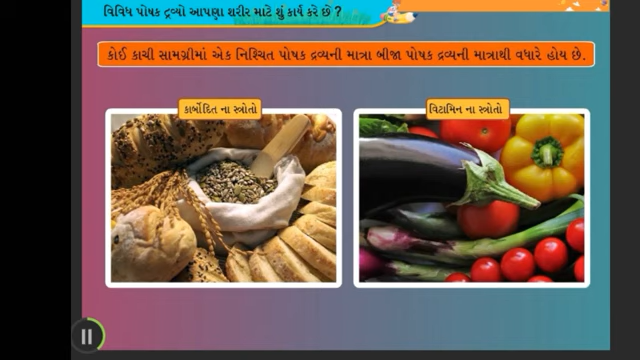 વિવિધ પોષક દ્રવ્યો આપણા શરીર માટે શું કાર્ય કરે છે ?
કોઈ કાચી સામગ્રીમાં એક નિશ્ચિત પોષક દ્રવ્યની માત્રા બીજા પોષક દ્રવ્યની માત્રાથી વધારે હોય છે.
કાર્બોદિત ના સ્ત્રોતો
વિટામિન ના સ્ત્રોતો